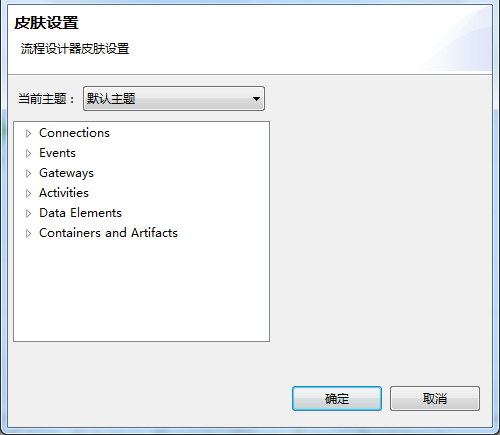 皮肤设置
流程设计器皮肤设置
当前主题： 默认主题
Connections
Events
Gateways
Activities
Data Elements
Containers and Artifacts
确定 取消